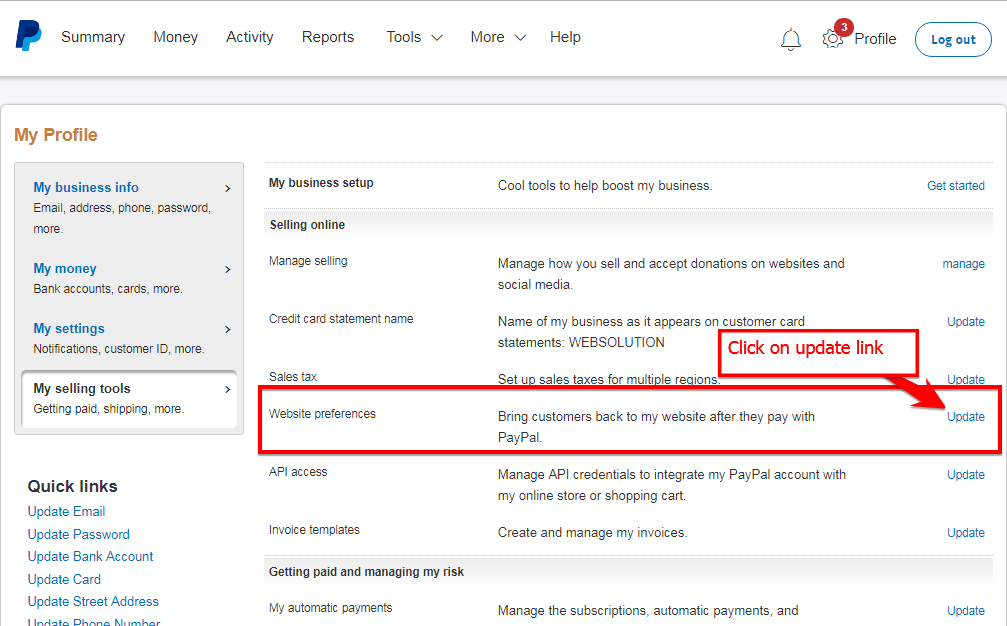 Summary Money Activity Reports Tools More Help 3 Profile Log out
My Profile
My business info
Email, address, phone, password,
more.
My money
Bank accounts, cards, more.
My settings
Notifications, customer ID, more.
My selling tools
Getting paid, shipping, more.
Quick links
Update Email
Update Password
Update Bank Account
Update Card
Update Street Address
Update Phone Number
My business setup Cool tools to help boost my business. Get started
Selling online
Manage selling Manage how you sell and accept donations on websites and manage
social media.
Credit card statement name Name of my business as it appears on customer card Update
statements: WEBSOLUTION
Click on update link
Sales tax Set up sales taxes for multiple regions. Update
Website preferences Bring customers back to my website after they pay with Update
PayPal.
API access Manage API credentials to integrate my PayPal account with Update
my online store or shopping cart.
Invoice templates Create and manage my invoices. Update
Getting paid and managing my risk
My automatic payments Manage the subscriptions, automatic payments, and Update